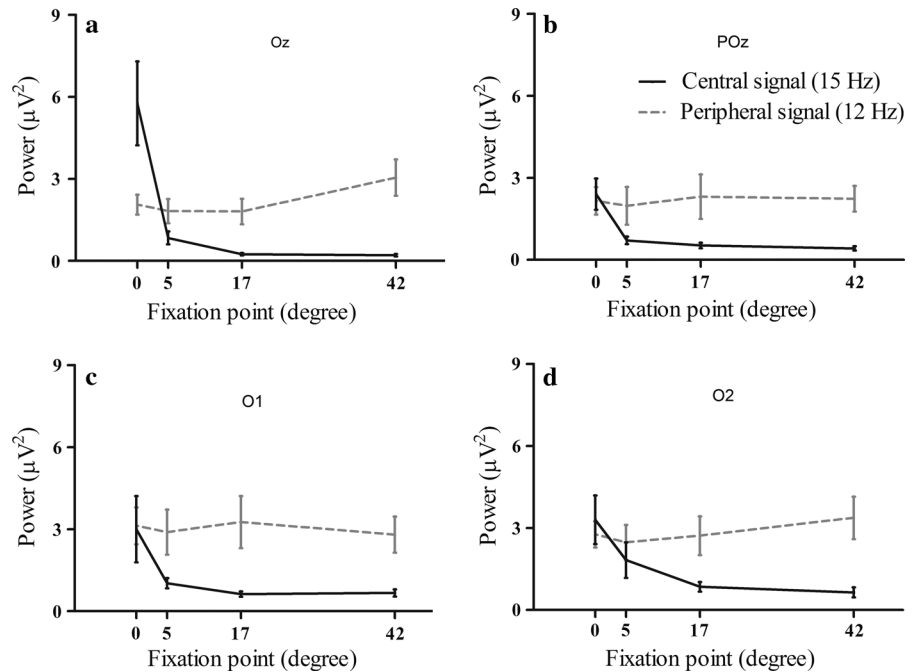 a
Oz
9
6
3
0
Power (μV²)
0 5 17 42
Fixation point (degree)
b
POz
Central signal (15 Hz)
Peripheral signal (12 Hz)
9
6
3
0
Power (μV²)
0 5 17 42
Fixation point (degree)
c
O1
9
6
3
0
Power (μV²)
0 5 17 42
Fixation point (degree)
d
O2
9
6
3
0
Power (μV²)
0 5 17 42
Fixation point (degree)